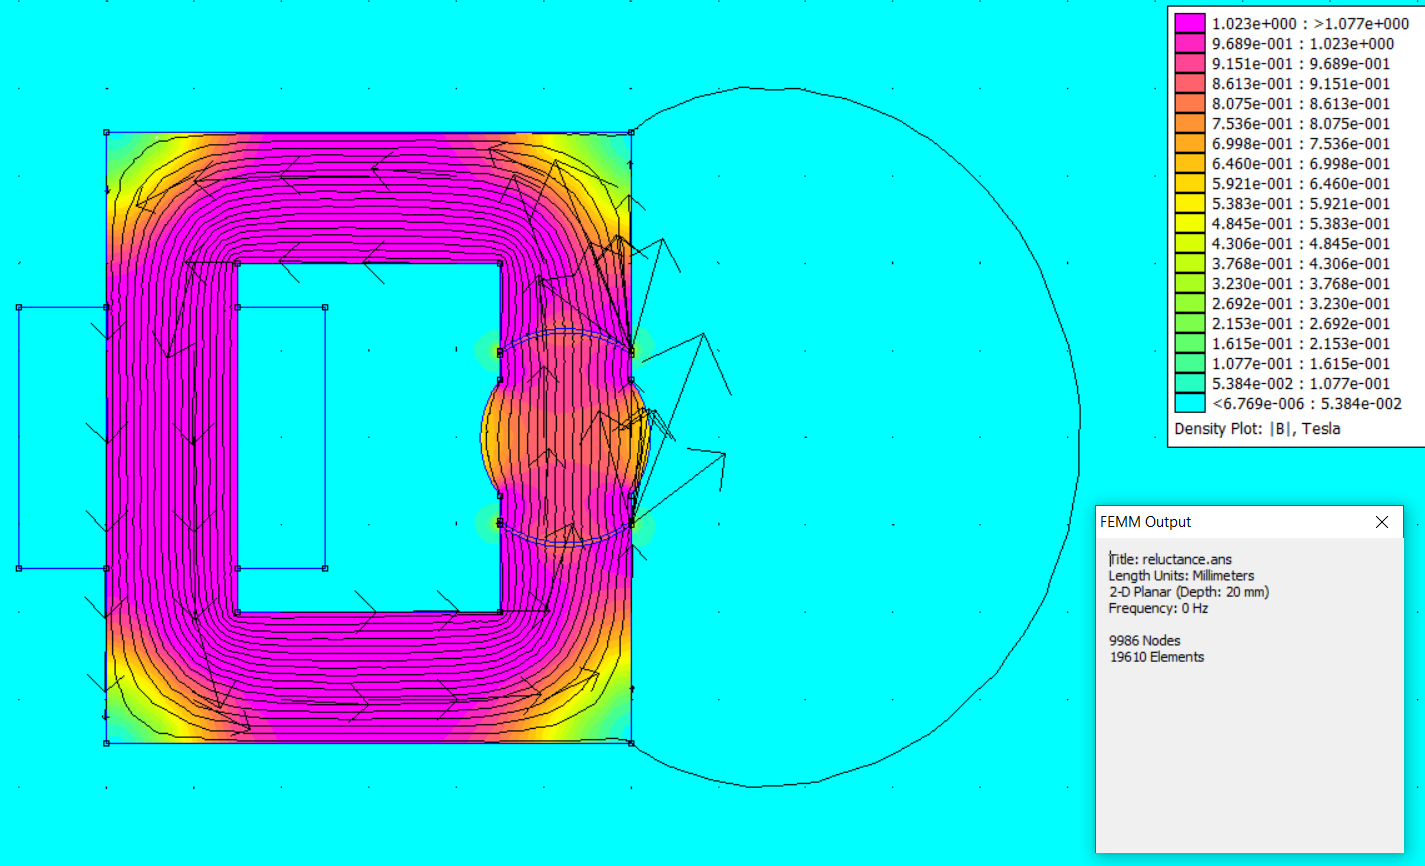 1.023e+000 : >1.077e+000
9.689e-001 : 1.023e+000
9.151e-001 : 9.689e-001
8.613e-001 : 9.151e-001
8.075e-001 : 8.613e-001
7.536e-001 : 8.075e-001
6.998e-001 : 7.536e-001
6.460e-001 : 6.998e-001
5.921e-001 : 6.460e-001
5.383e-001 : 5.921e-001
4.845e-001 : 5.383e-001
4.306e-001 : 4.845e-001
3.768e-001 : 4.306e-001
3.230e-001 : 3.768e-001
2.692e-001 : 3.230e-001
2.153e-001 : 2.692e-001
1.615e-001 : 2.153e-001
1.077e-001 : 1.615e-001
5.384e-002 : 1.077e-001
<6.769e-006 : 5.384e-002
Density Plot: |B|, Tesla
FEMM Output
Title: reluctance.ans
Length Units: Millimeters
2-D Planar (Depth: 20 mm)
Frequency: 0 Hz
9986 Nodes
19610 Elements